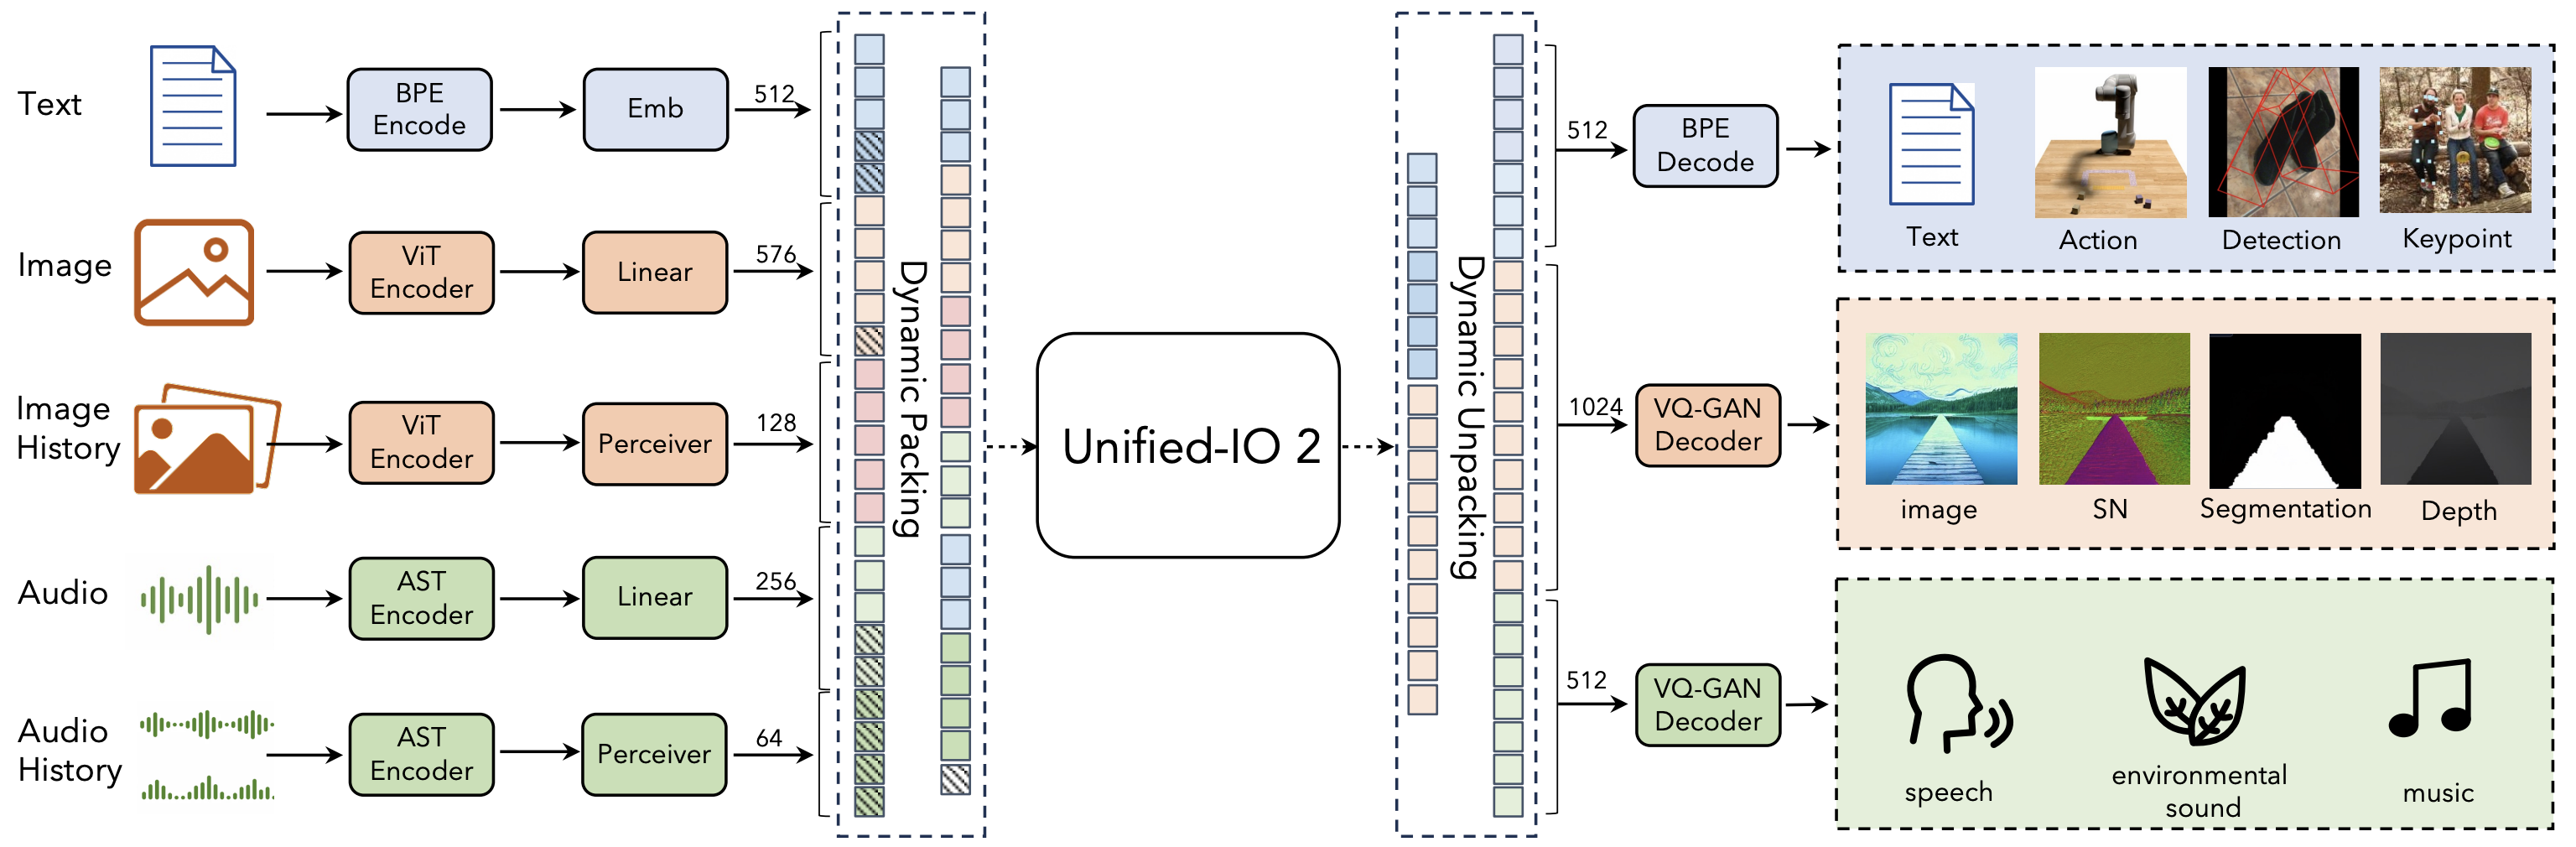 Text
BPE
Encode
Emb
512
Image
ViT
Encoder
Linear
576
Image
History
ViT
Encoder
Perceiver
128
Audio
AST
Encoder
Linear
256
Audio
History
AST
Encoder
Perceiver
64
Dynamic Packing
Unified-IO 2
Dynamic Unpacking
512
BPE
Decode
Text
Action
Detection
Keypoint
1024
VQ-GAN
Decoder
image
SN
Segmentation
Depth
512
VQ-GAN
Decoder
speech
environmental
sound
music